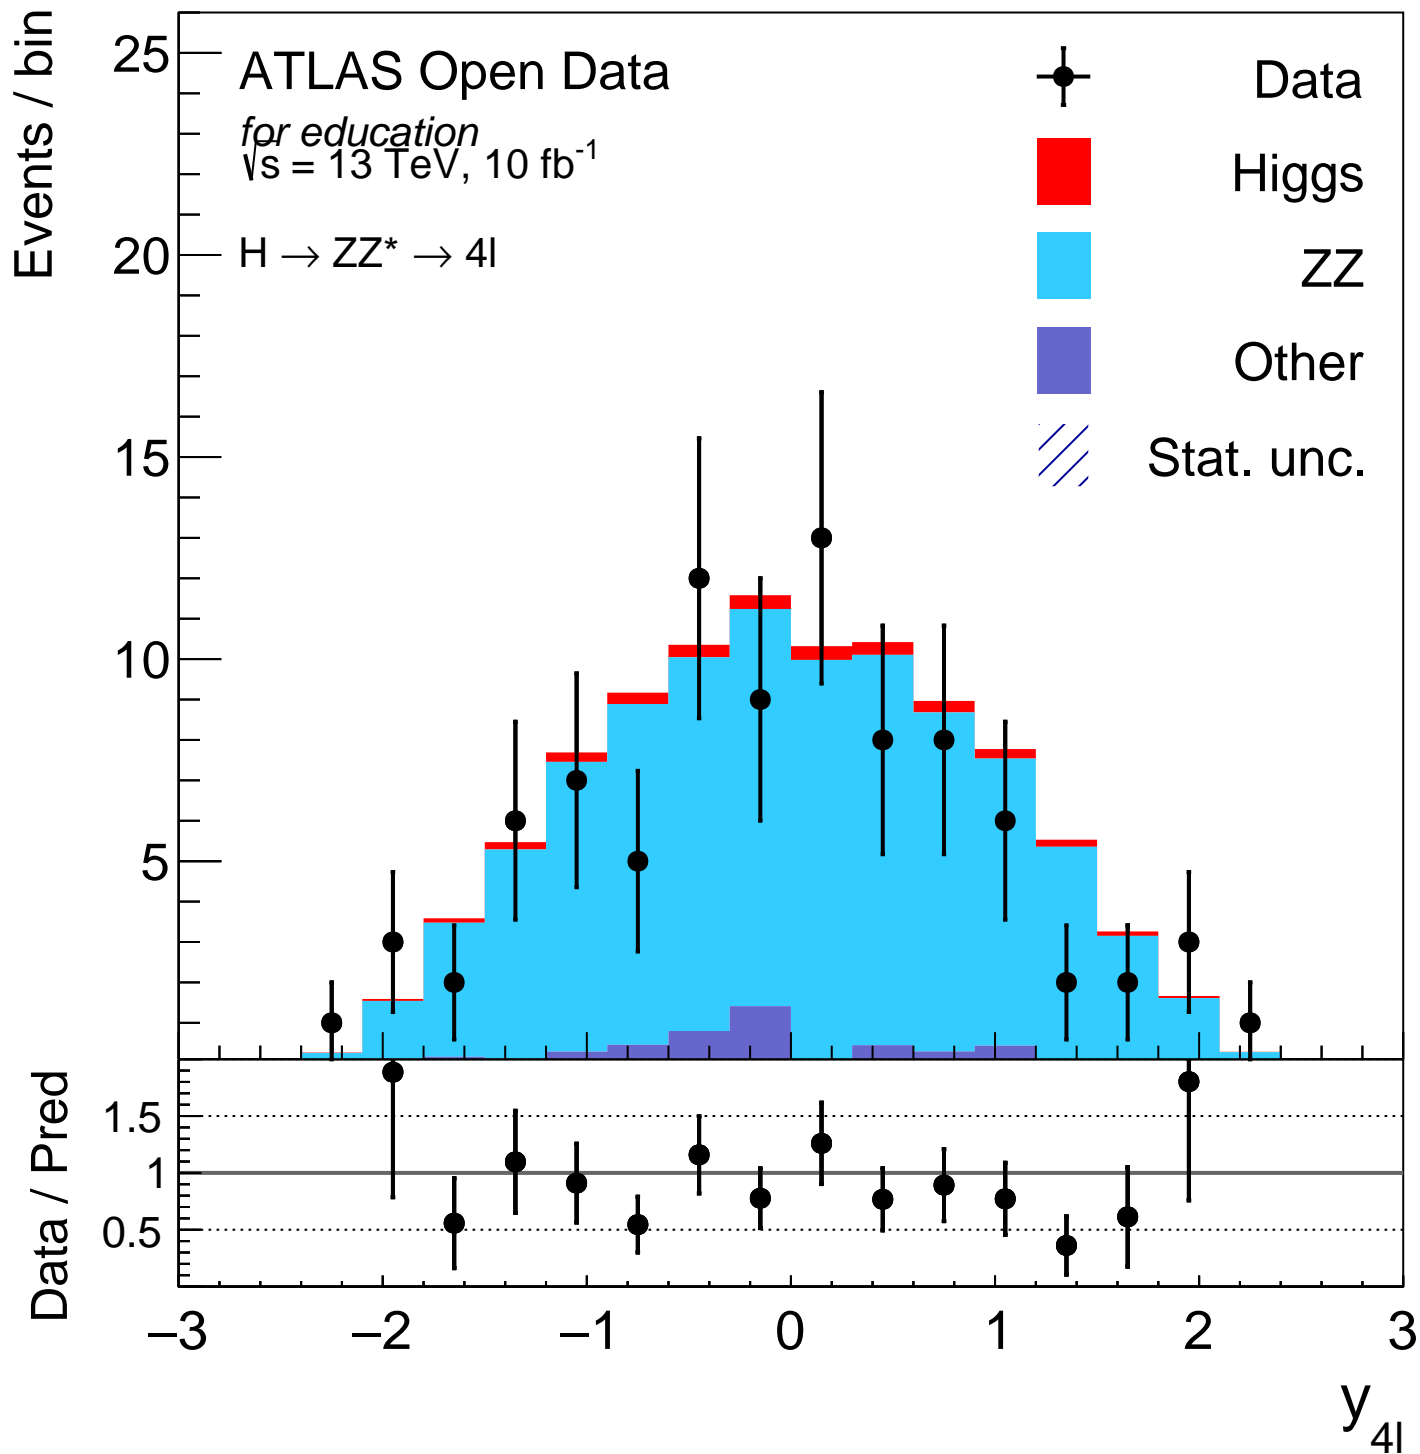 Events / bin
25
20
15
10
5
ATLAS Open Data
for education
√s = 13 TeV, 10 fb-1
H → ZZ* → 4l
Data
Higgs
ZZ
Other
Stat. unc.
Data / Pred
1.5
1
0.5
–3 –2 –1 0 1 2 3
y4l